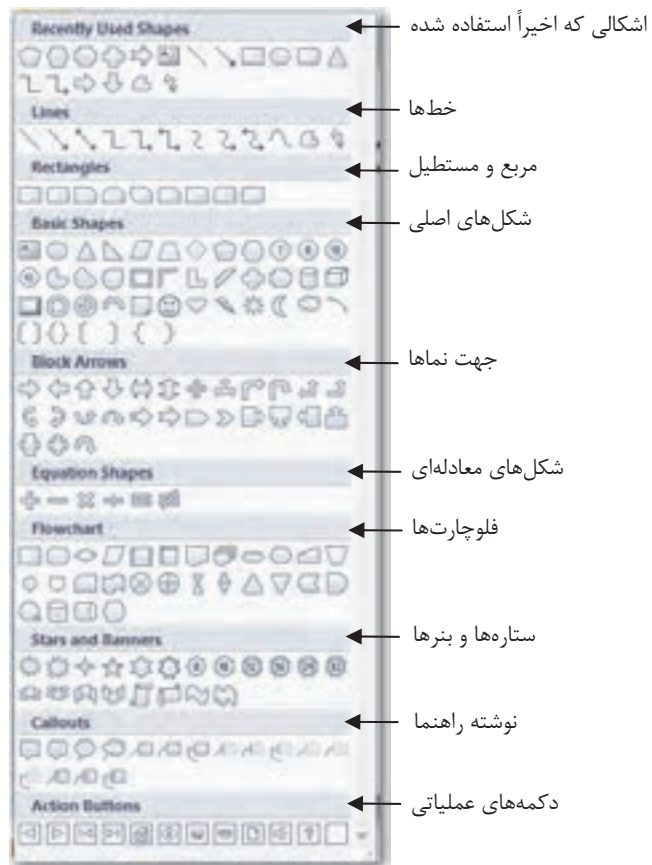 Recently Used Shapes
اشکالی که اخیراً استفاده شده
Lines
خط‌ها
Rectangles
مربع و مستطیل
Basic Shapes
شکل‌های اصلی
Block Arrows
جهت نماها
Equation Shapes
شکل‌های معادله‌ای
Flowchart
فلوچارت‌ها
Stars and Banners
ستاره‌ها و بنرها
Callouts
نوشته راهنما
Action Buttons
دکمه‌های عملیاتی